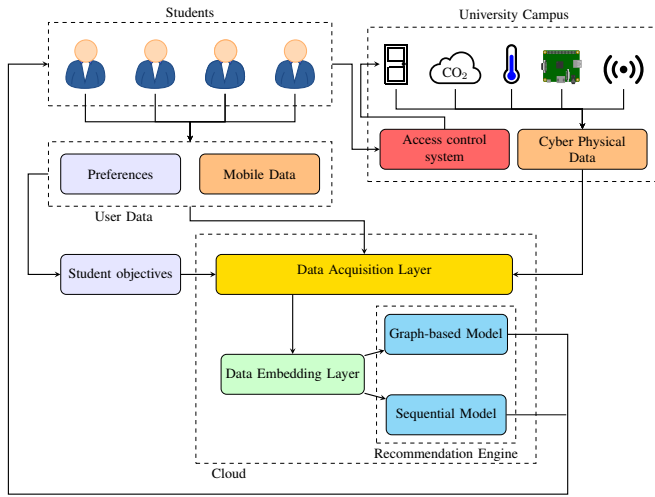 Students
University Campus
CO2
Access control
system
Cyber Physical
Data
Preferences
Mobile Data
User Data
Student objectives
Data Acquisition Layer
Graph-based Model
Data Embedding Layer
Sequential Model
Recommendation Engine
Cloud